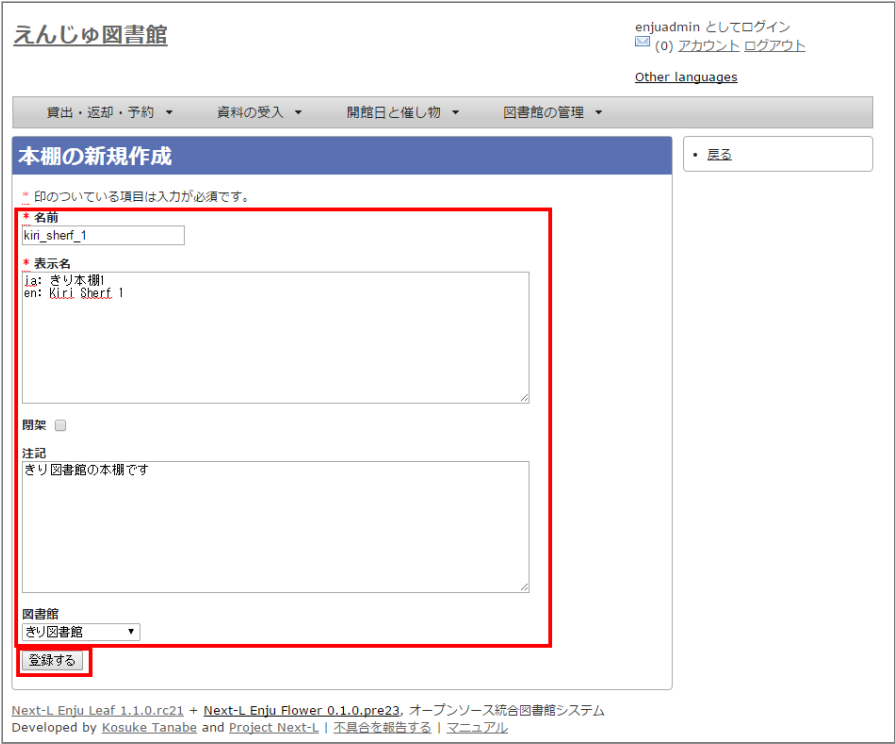 えんじゅ図書館
enjuadmin としてログイン
(0) アカウント ログアウト
Other languages
貸出・返却・予約 ▼ 資料の受入 ▼ 開館日と催し物 ▼ 図書館の管理 ▼
本棚の新規作成
• 戻る
* 印のついている項目は入力が必須です。
* 名前
kiri_sherf_1
* 表示名
ja: きり本棚1
en: Kiri Sherf 1
閉架
注記
きり図書館の本棚です
図書館
きり図書館 ▼
登録する
Next-L Enju Leaf 1.1.0.rc21 + Next-L Enju Flower 0.1.0.pre23, オープンソース統合図書館システム
Developed by Kosuke Tanabe and Project Next-L | 不具合を報告する | マニュアル